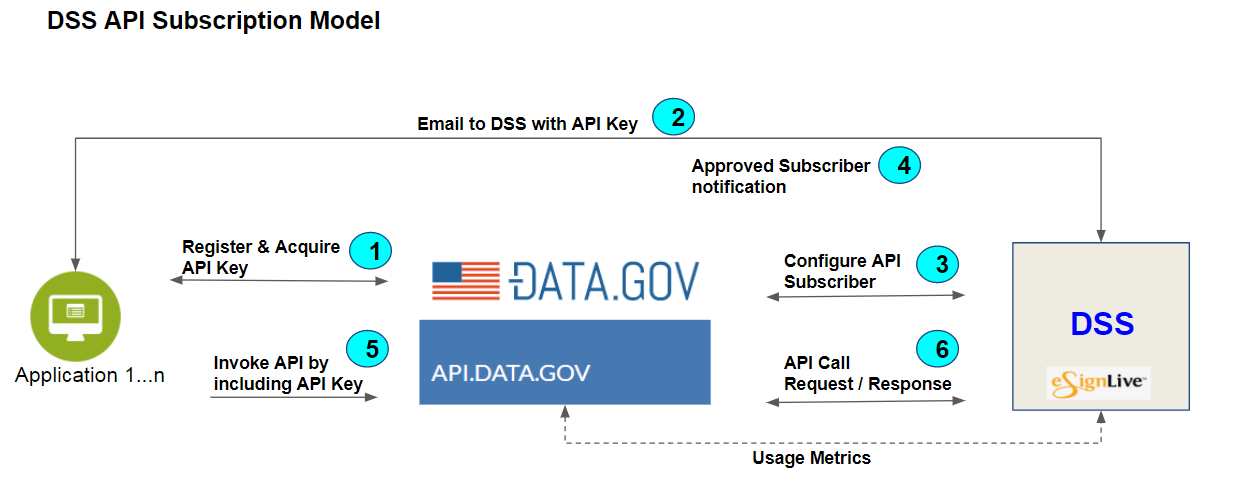 DSS API Subscription Model
Email to DSS with API Key
2
Approved Subscriber
notification
4
Register & Acquire
API Key
1
DATA.GOV
Configure API
Subscriber
3
DSS
Invoke API by
including API Key
5
API.DATA.GOV
API Call
Request / Response
6
eSignLive™
Application 1...n
Usage Metrics